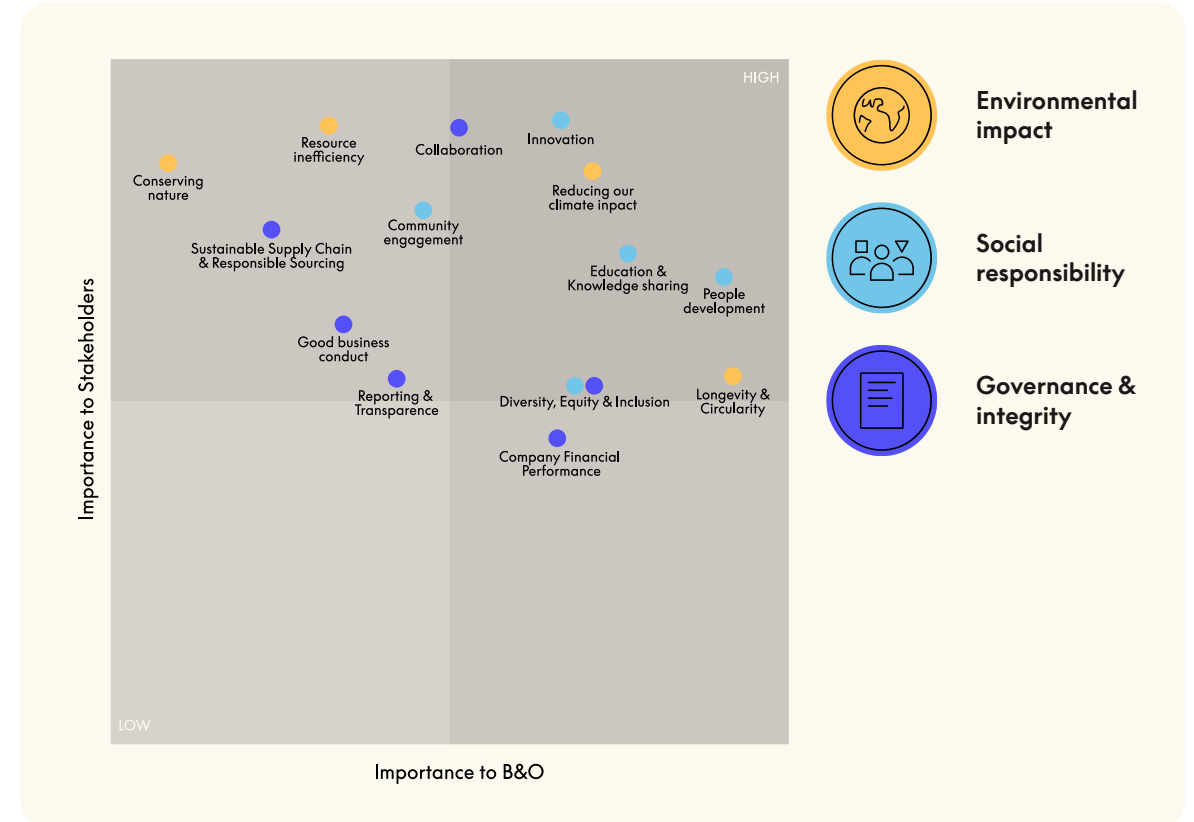 HIGH
Innovation
Resource
inefficiency
Collaboration
Conserving
nature
Reducing our
climate impact
Community
engagement
Sustainable Supply Chain
& Responsible Sourcing
Education &
Knowledge sharing
People
development
Good business
conduct
Reporting &
Transparence
Diversity, Equity & Inclusion
Longevity &
Circularity
Company Financial
Performance
LOW
Importance to Stakeholders
Importance to B&O
Environmental
impact
Social
responsibility
Governance &
integrity